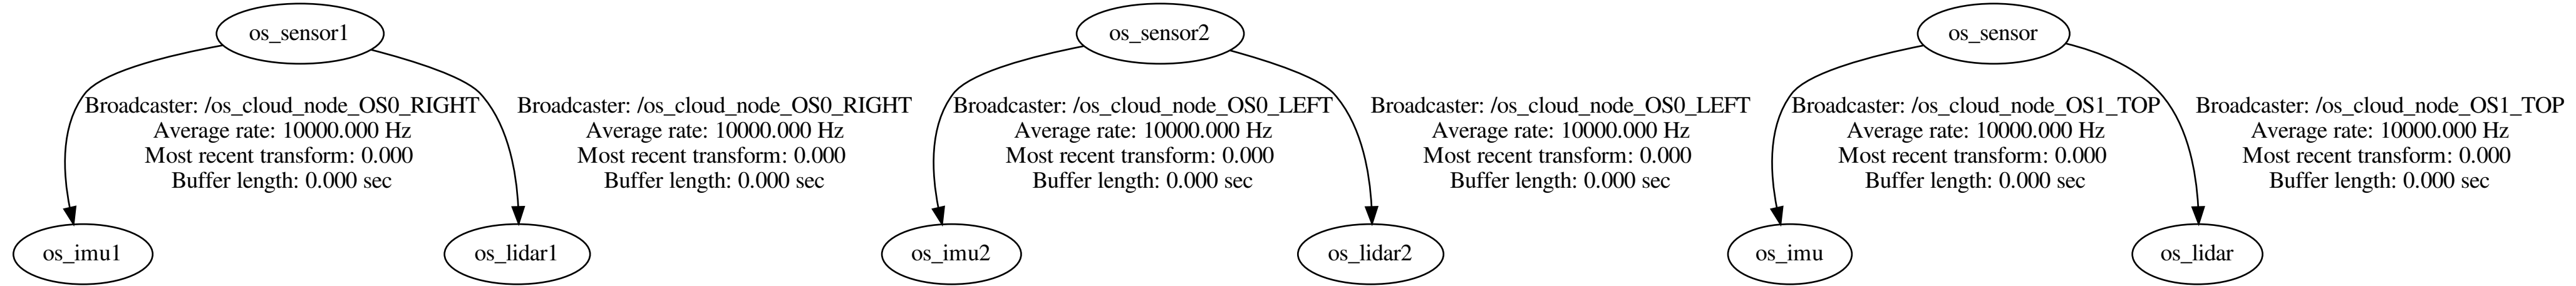 os_sensor1
os_sensor2
os_sensor
Broadcaster: /os_cloud_node_OS0_RIGHT
Average rate: 10000.000 Hz
Most recent transform: 0.000
Buffer length: 0.000 sec
Broadcaster: /os_cloud_node_OS0_RIGHT
Average rate: 10000.000 Hz
Most recent transform: 0.000
Buffer length: 0.000 sec
Broadcaster: /os_cloud_node_OS0_LEFT
Average rate: 10000.000 Hz
Most recent transform: 0.000
Buffer length: 0.000 sec
Broadcaster: /os_cloud_node_OS0_LEFT
Average rate: 10000.000 Hz
Most recent transform: 0.000
Buffer length: 0.000 sec
Broadcaster: /os_cloud_node_OS1_TOP
Average rate: 10000.000 Hz
Most recent transform: 0.000
Buffer length: 0.000 sec
Broadcaster: /os_cloud_node_OS1_TOP
Average rate: 10000.000 Hz
Most recent transform: 0.000
Buffer length: 0.000 sec
os_imu1
os_lidar1
os_imu2
os_lidar2
os_imu
os_lidar